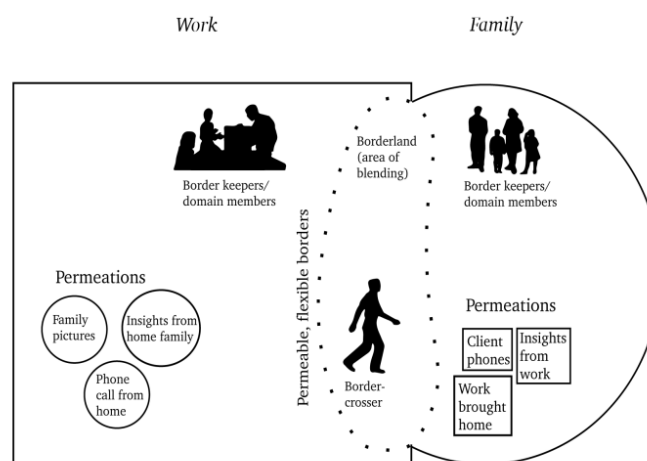 Work
Family
Border keepers/
domain members
Borderland
(area of
blending)
Border keepers/
domain members
Permeable, flexible borders
Permeations
Family
pictures
Insights from
home family
Phone
call from
home
Border-
crosser
Permeations
Client
phones
Insights
from
work
Work
brought
home